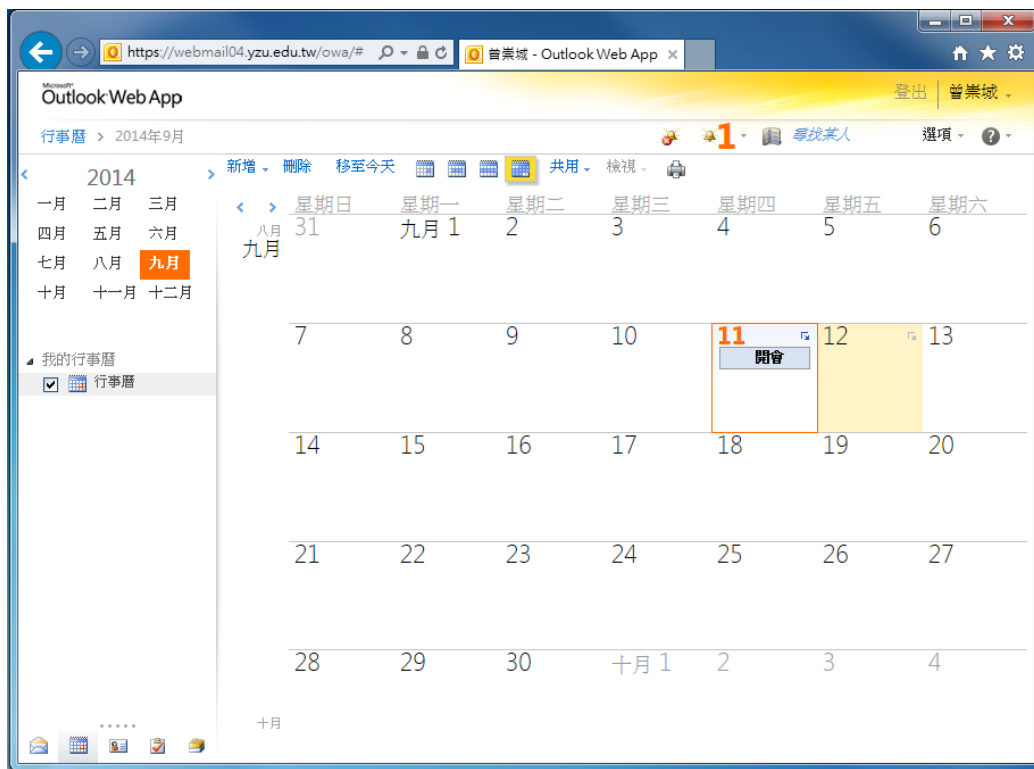 https://webmail04.yzu.edu.tw/owa/#
曾崇城 - Outlook Web App
Microsoft
Outlook Web App
登出
曾崇城
行事曆 > 2014年9月
1
尋找某人
選項
2014
一月 二月 三月
四月 五月 六月
七月 八月 九月
十月 十一月 十二月
我的行事曆
行事曆
新增 刪除 移至今天 共用 檢視
星期日 星期一 星期二 星期三 星期四 星期五 星期六
八月
九月
31 九月 1 2 3 4 5 6
7 8 9 10 11 12 13
開會
14 15 16 17 18 19 20
21 22 23 24 25 26 27
28 29 30 十月 1 2 3 4
十月